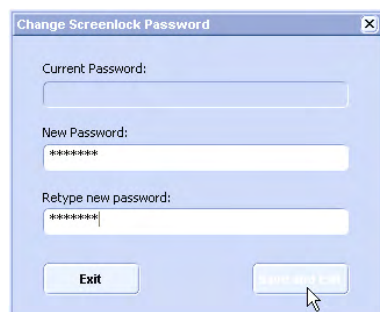 Change Screenlock Password
Current Password:
New Password:
*******
Retype new password:
*******
Exit